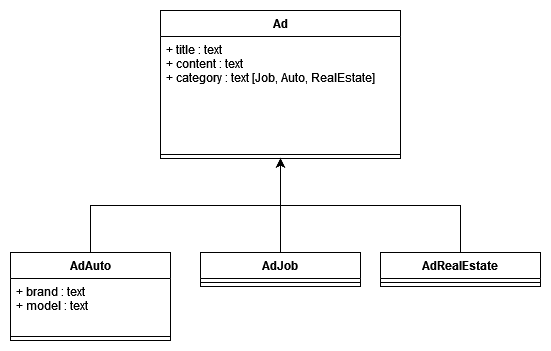 Ad
+ title : text
+ content : text
+ category : text [Job, Auto, RealEstate]
AdAuto
+ brand : text
+ model : text
AdJob
AdRealEstate